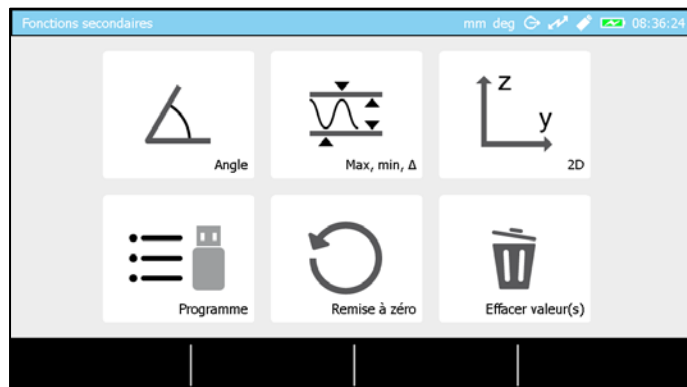 Fonctions secondaires mm deg 08:36:24
Angle
Max, min, Δ
z
y
2D
Programme
Remise à zéro
Effacer valeur(s)